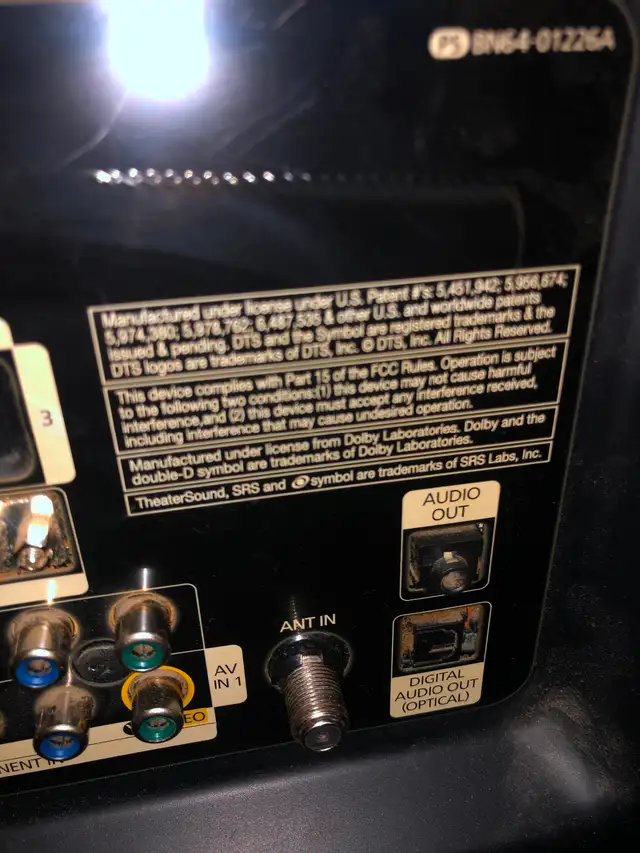 PS BN64-01226A
Manufactured under license under U.S. Patent #'s: 5,451,942; 5,956,674;
5,974,380; 5,978,762; 6,487,535 & other U.S. and worldwide patents
issued & pending. DTS and the Symbol are registered trademarks & the
DTS logos are trademarks of DTS, Inc. © DTS, Inc. All Rights Reserved.
This device complies with Part 15 of the FCC Rules. Operation is subject
to the following two conditions:(1) this device may not cause harmful
interference,and (2) this device must accept any interference received,
including interference that may cause undesired operation.
Manufactured under license from Dolby Laboratories. Dolby and the
double-D symbol are trademarks of Dolby Laboratories.
TheaterSound, SRS and symbol are trademarks of SRS Labs, Inc.
3
AUDIO
OUT
ANT IN
AV
IN 1
DIGITAL
AUDIO OUT
(OPTICAL)